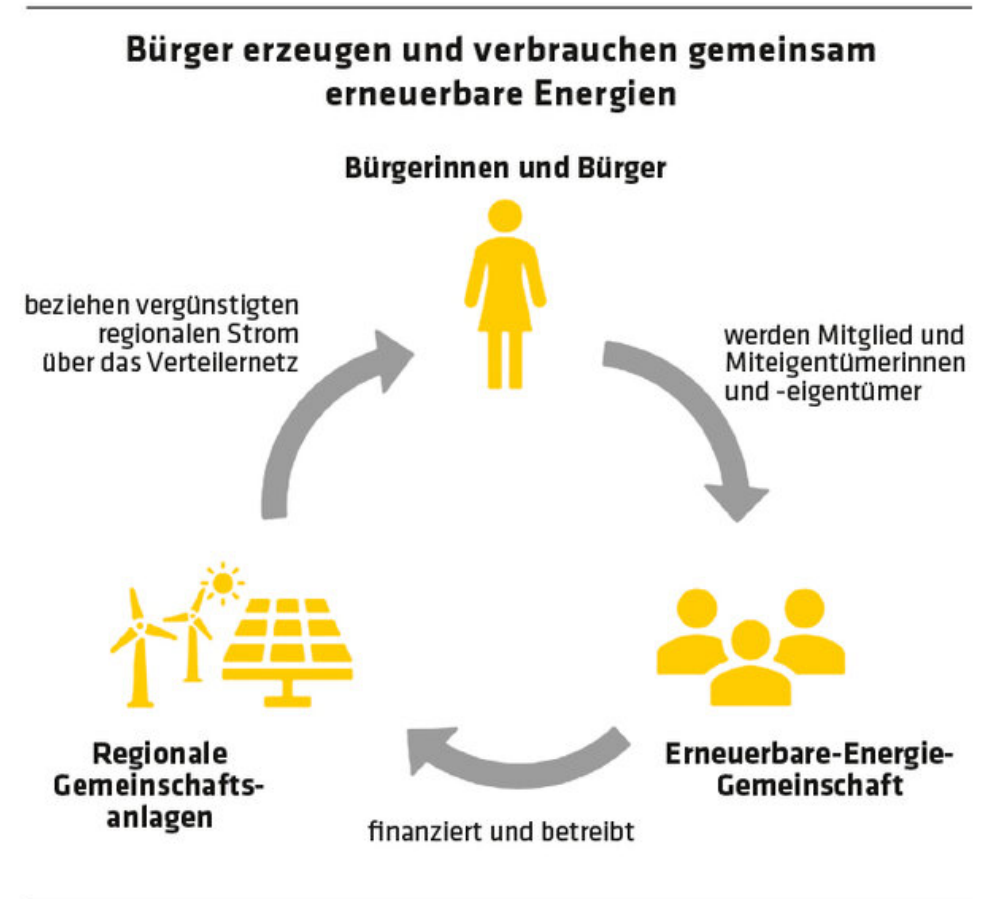 Bürger erzeugen und verbrauchen gemeinsam
erneuerbare Energien
Bürgerinnen und Bürger
beziehen vergünstigten
regionalen Strom
über das Verteilernetz
werden Mitglied und
Miteigentümerinnen
und -eigentümer
Regionale
Gemeinschafts-
anlagen
Erneuerbare-Energie-
Gemeinschaft
finanziert und betreibt